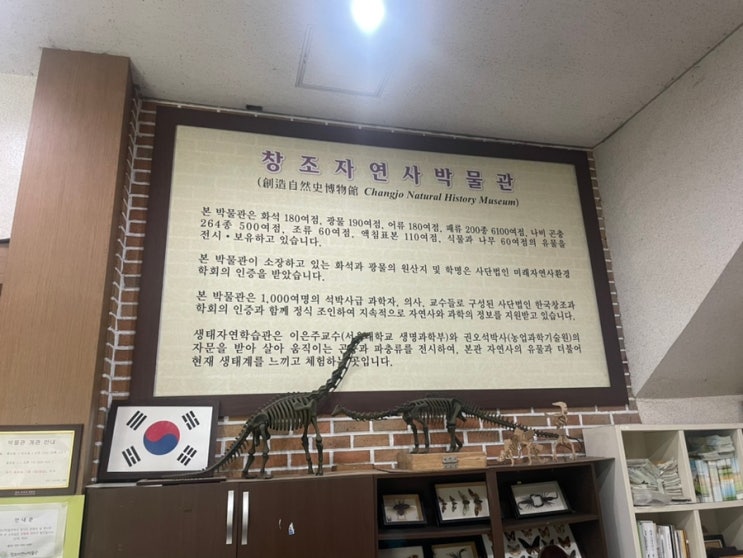 창조자연사박물관
(創造自然史博物館 Changjo Natural History Museum)
본 박물관은 화석 180여점, 광물 190여점, 어류 180여점, 패류 200종 6100여점, 나비 곤충
264종 500여점, 조류 60여점, 액침표본 110여점, 식물과 나무 60여점의 유물을
전시·보유하고 있습니다.
본 박물관이 소장하고 있는 화석과 광물의 원산지 및 학명은 사단법인 미래자연사환경
학회의 인증을 받았습니다.
본 박물관은 1,000여명의 석박사급 과학자, 의사, 교수들로 구성된 사단법인 한국창조과
학회의 인증과 함께 정식 조인하여 지속적으로 자연사와 과학의 정보를 지원받고 있습니다.
생태자연학습관은 이은주교수(서울대학교 생명과학부)와 권오석박사(농업과학기술원)의
자문을 받아 살아 움직이는 곤충과 파충류를 전시하여, 본관 자연사의 유물과 더불어
현재 생태계를 느끼고 체험하는 곳입니다.
박물관 개관 안내
안 내 문